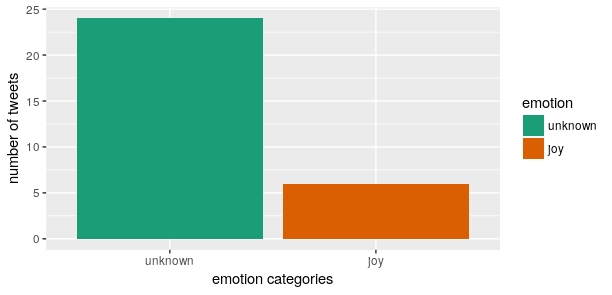 25
20
15
10
5
0
number of tweets
unknown
joy
emotion categories
emotion
unknown
joy